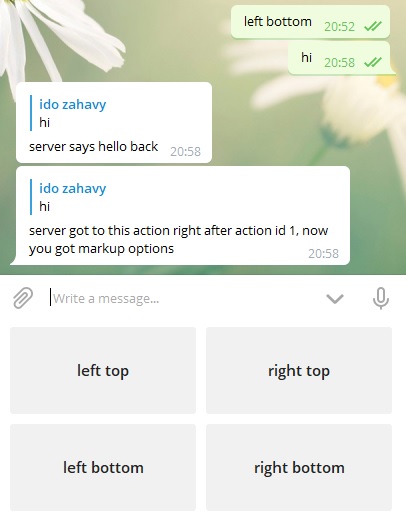 left bottom 20:52
hi 20:58
ido zahavy
hi
server says hello back 20:58
ido zahavy
hi
server got to this action right after action id 1, now
you got markup options
20:58
Write a message...
left top
right top
left bottom
right bottom